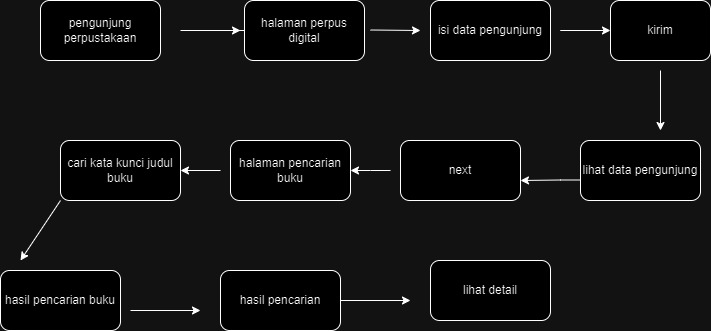 pengunjung
perpustakaan
halaman perpus
digital
isi data pengunjung
kirim
lihat data pengunjung
next
halaman pencarian
buku
cari kata kunci judul
buku
hasil pencarian buku
hasil pencarian
lihat detail